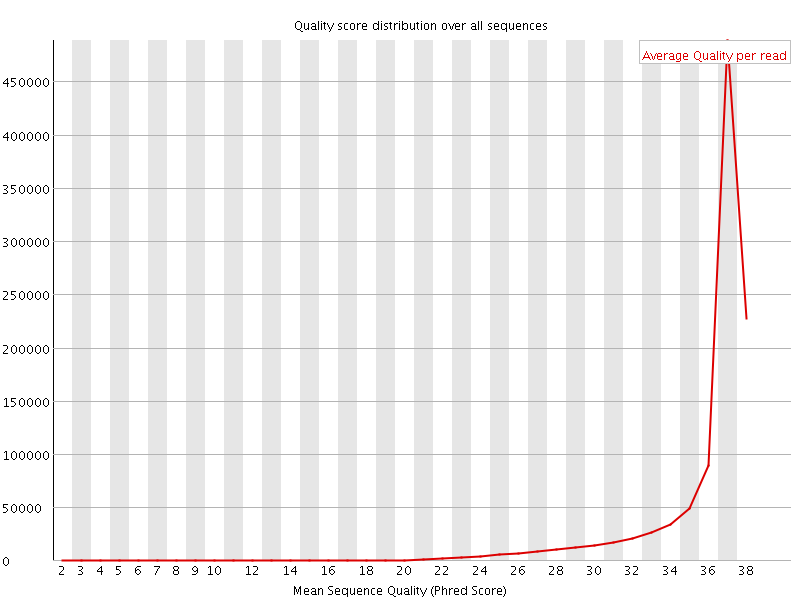 Quality score distribution over all sequences
Average Quality per read
450000
400000
350000
300000
250000
200000
150000
100000
50000
0
2 3 4 5 6 7 8 9 10 12 14 16 18 20 22 24 26 28 30 32 34 36 38
Mean Sequence Quality (Phred Score)